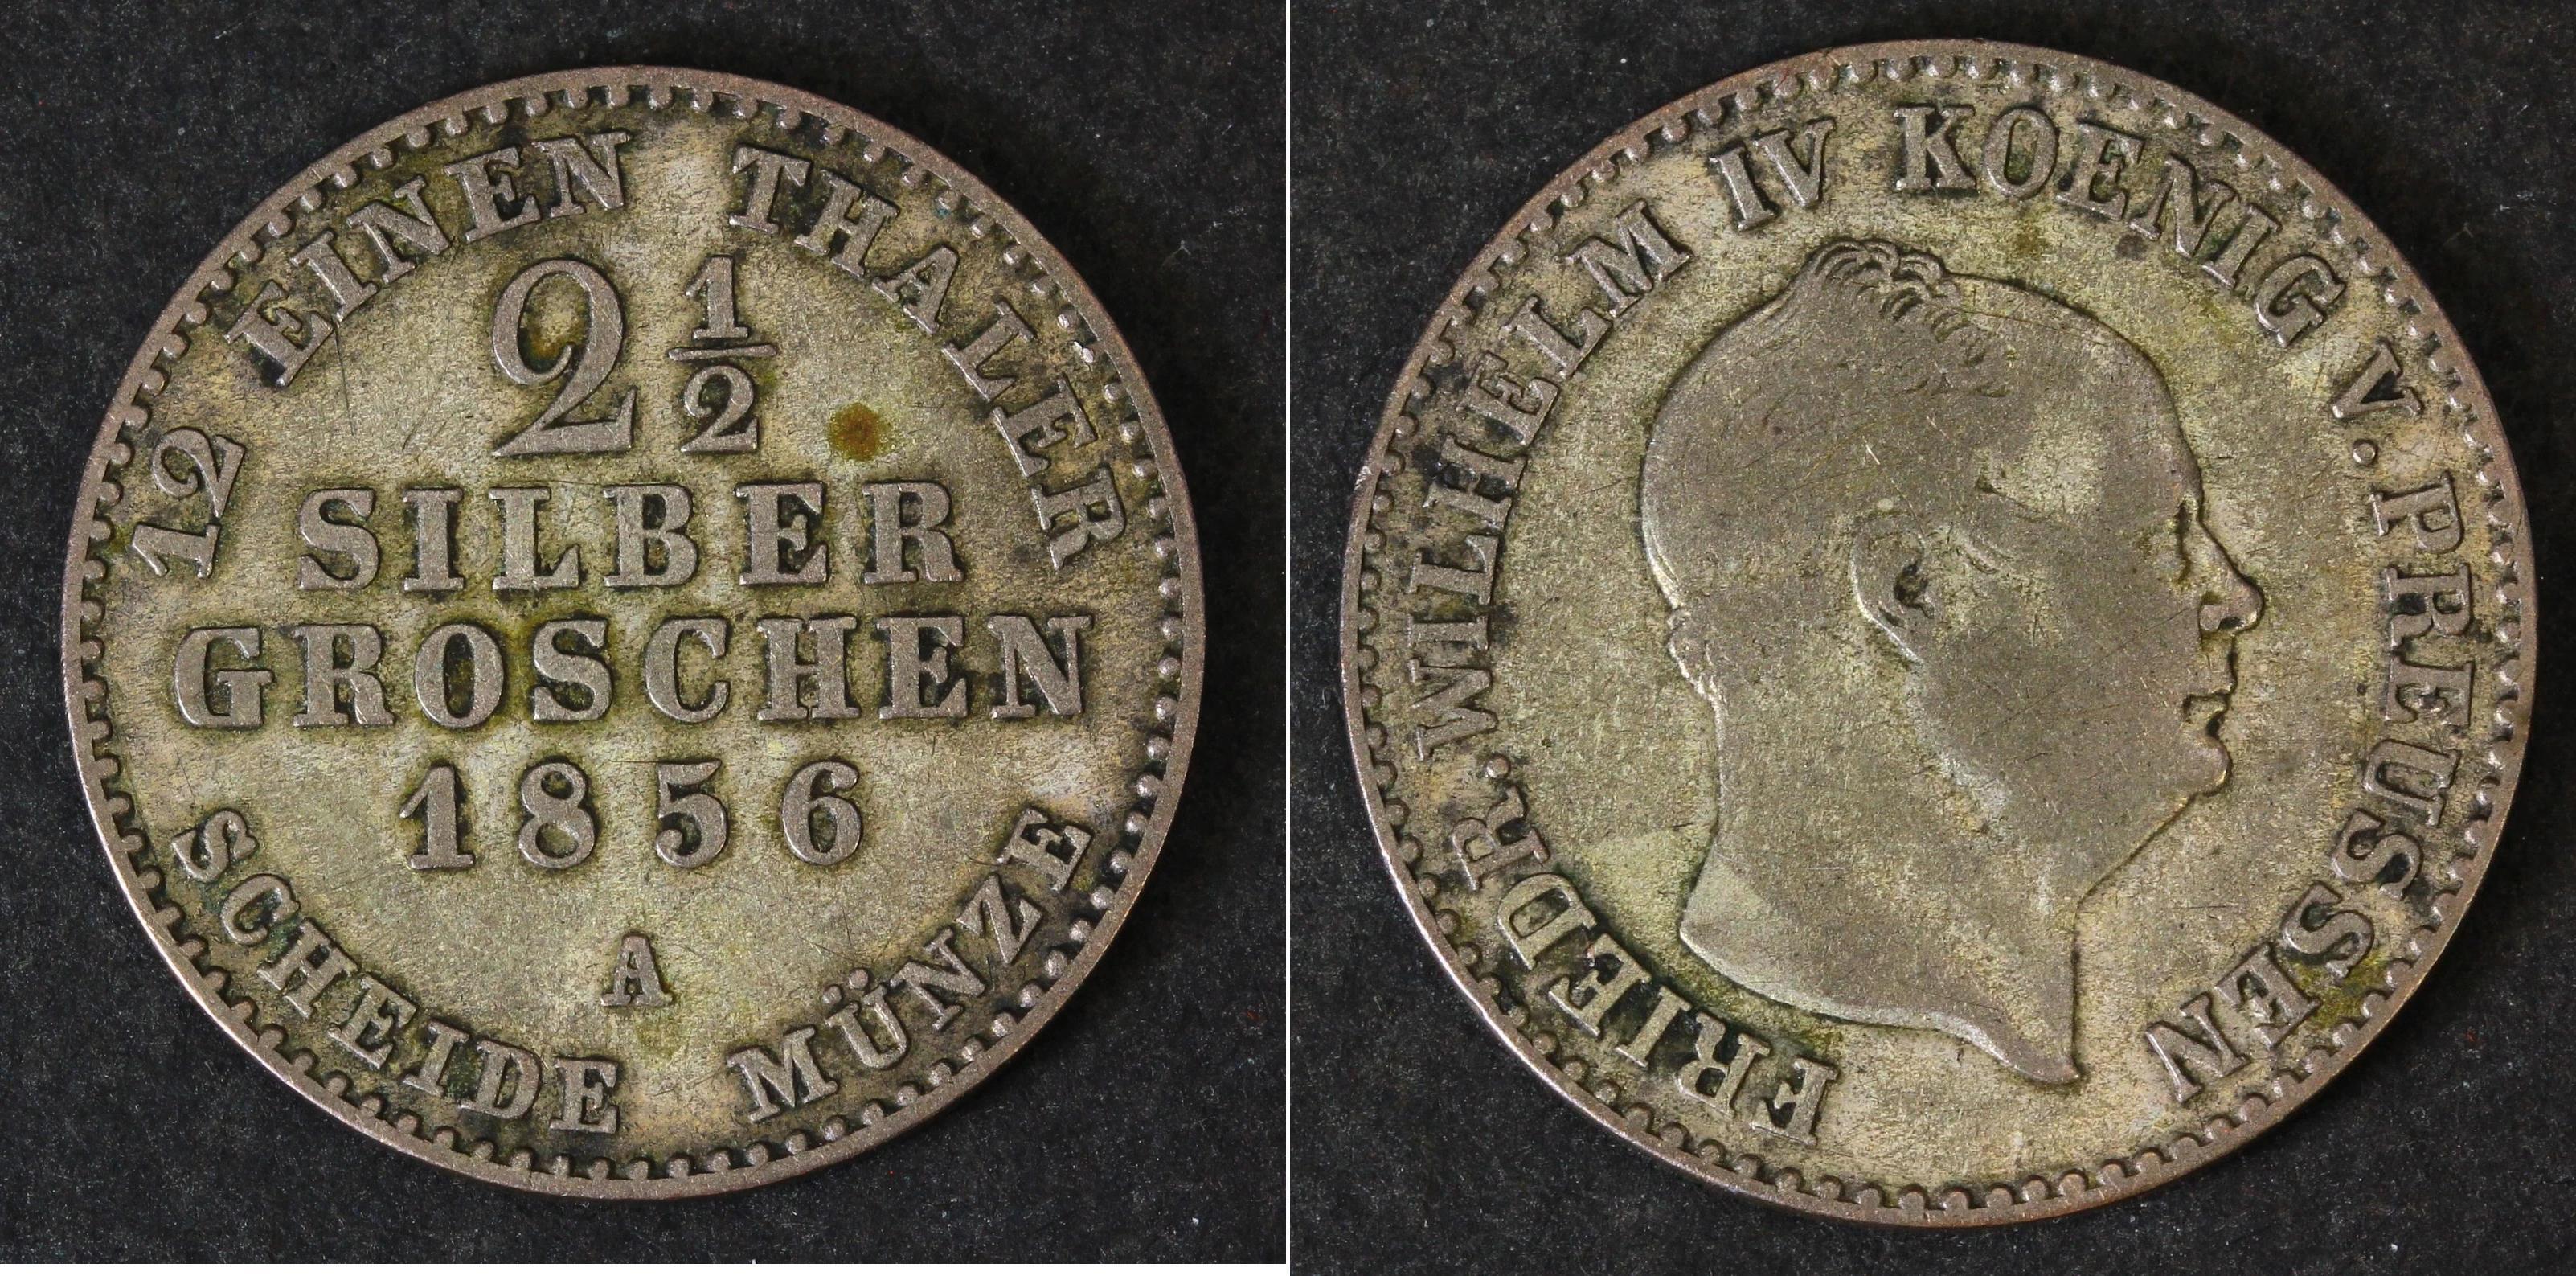 12 EINEN THALER
2 1/2
SILBER
GROSCHEN
1856
A
SCHEIDE MÜNZE
FRIEDR. WILHELM IV KOENIG V. PREUSSEN